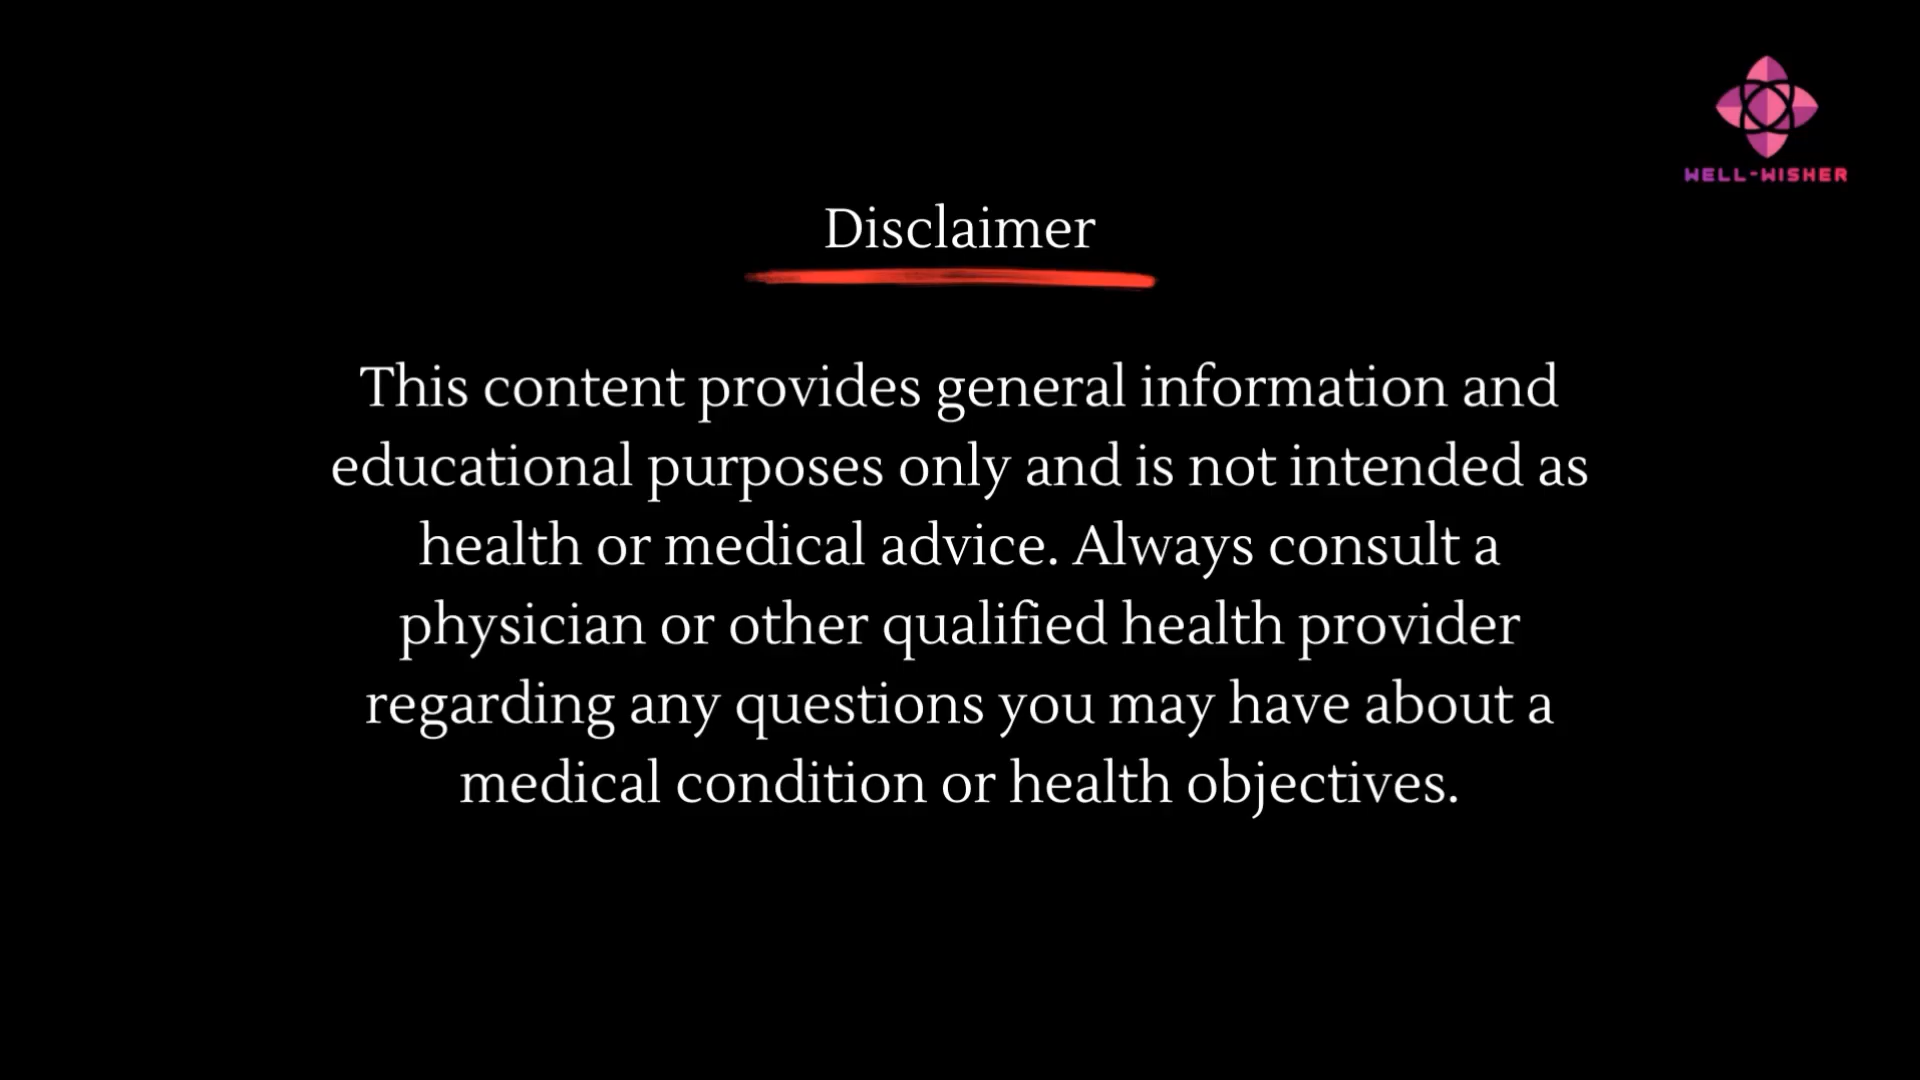 WELL-WISHER
Disclaimer
This content provides general information and
educational purposes only and is not intended as
health or medical advice. Always consult a
physician or other qualified health provider
regarding any questions you may have about a
medical condition or health objectives.